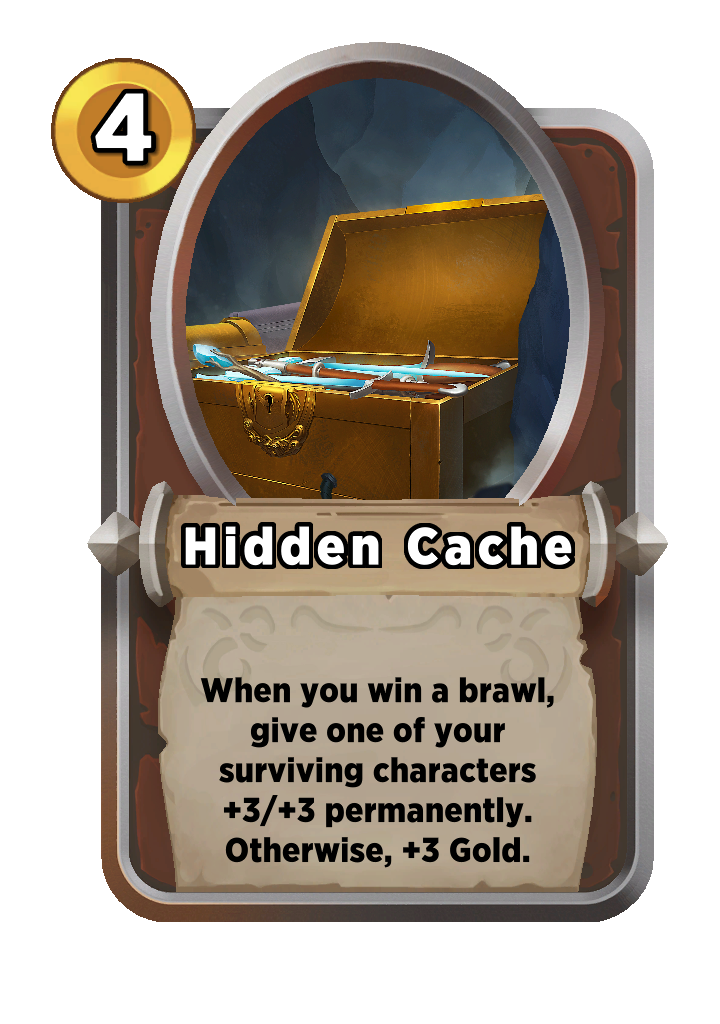 4
Hidden Cache
When you win a brawl,
give one of your
surviving characters
+3/+3 permanently.
Otherwise, +3 Gold.